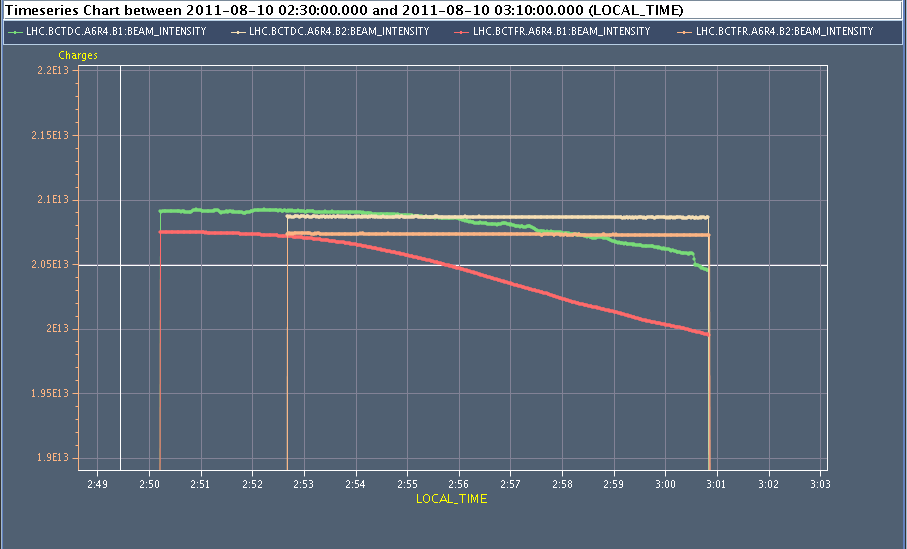 Timeseries Chart between 2011-08-10 02:30:00.000 and 2011-08-10 03:10:00.000 (LOCAL_TIME)
LHC.BCTDC.A6R4.B1:BEAM_INTENSITY LHC.BCTDC.A6R4.B2:BEAM_INTENSITY LHC.BCTFR.A6R4.B1:BEAM_INTENSITY LHC.BCTFR.A6R4.B2:BEAM_INTENSITY
Charges
2.2E13
2.15E13
2.1E13
2.05E13
2E13
1.95E13
1.9E13
2:49 2:50 2:51 2:52 2:53 2:54 2:55 2:56 2:57 2:58 2:59 3:00 3:01 3:02 3:03
LOCAL_TIME